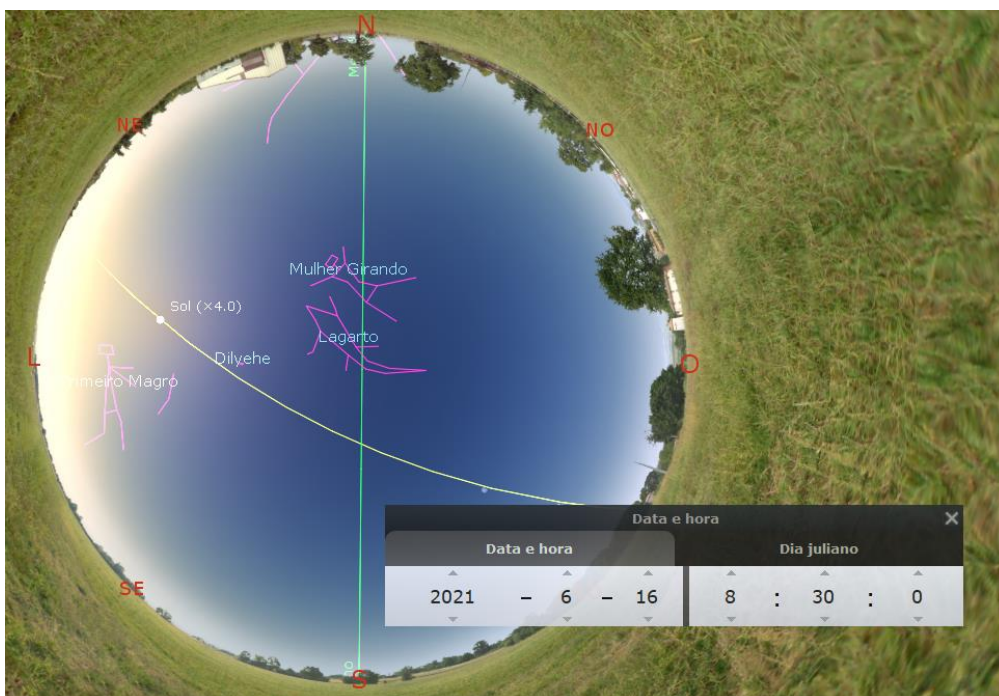 N
NE
NO
Mulher Girando
Sol (×4.0)
Lagarto
Dilyehe
L
O
Magro
SE
S
Data e hora ×
Data e hora
Dia juliano
2021 – 6 – 16
8 : 30 : 0